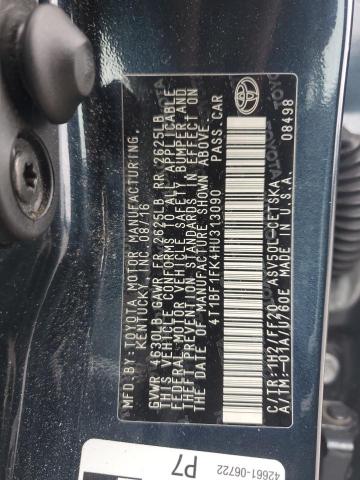 TOYOTA
MFD. BY: TOYOTA MOTOR MANUFACTURING,
KENTUCKY, INC. 08/16
GVWR 4630LB GAWR FR 2625LB RR 2625LB
THIS VEHICLE CONFORMS TO ALL APPLICABLE
FEDERAL MOTOR VEHICLE SAFETY, BUMPER, AND
THEFT PREVENTION STANDARDS IN EFFECT ON
THE DATE OF MANUFACTURE SHOWN ABOVE.
4T1BF1FK4HU313090 PASS. CAR
08498
C/TR:1H2/FF20 ASV50L-CETSKA
A/TM:-01A/U760E MADE IN U.S.A.
42661-06722
P7